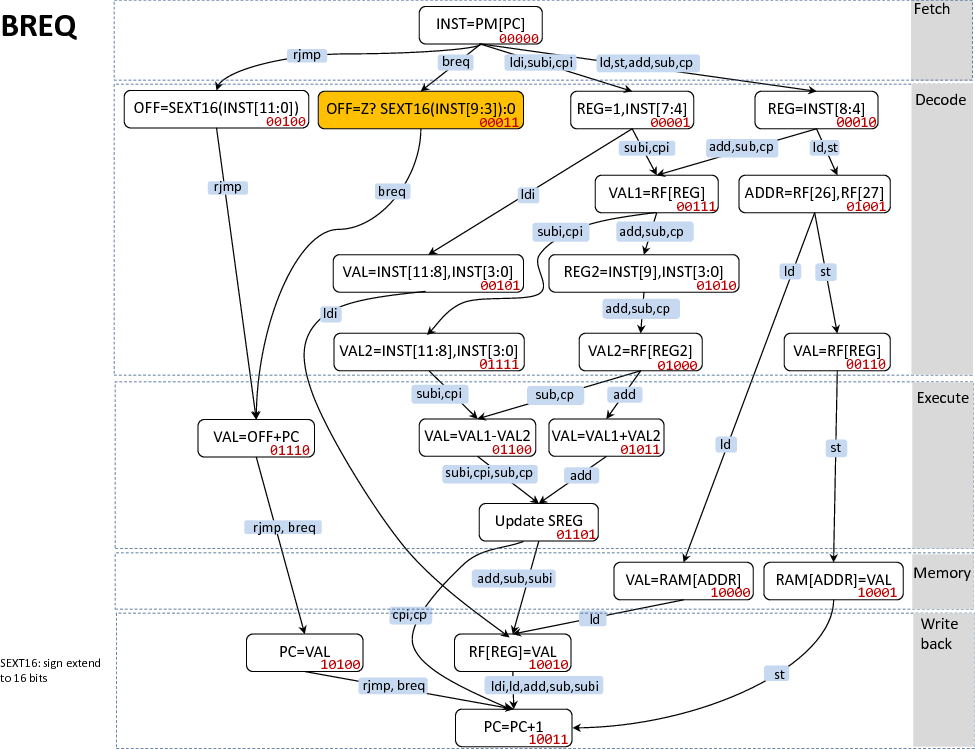 BREQ
Fetch
INST=PM[PC]
00000
rjmp
breq
ldi,subi,cpi
ld,st,add,sub,cp
Decode
OFF=SEXT16(INST[11:0])
00100
OFF=Z? SEXT16(INST[9:3]):0
00011
REG=1,INST[7:4]
00001
REG=INST[8:4]
00010
subi,cpi
add,sub,cp
ld,st
rjmp
breq
ldi
VAL1=RF[REG]
00111
ADDR=RF[26],RF[27]
01001
subi,cpi
add,sub,cp
VAL=INST[11:8],INST[3:0]
00101
REG2=INST[9],INST[3:0]
01010
ld
st
ldi
add,sub,cp
VAL2=INST[11:8],INST[3:0]
01111
VAL2=RF[REG2]
01000
VAL=RF[REG]
00110
Execute
subi,cpi
sub,cp
add
VAL=OFF+PC
01110
VAL=VAL1-VAL2
01100
VAL=VAL1+VAL2
01011
ld
st
subi,cpi,sub,cp
add
Update SREG
01101
rjmp, breq
Memory
add,sub,subi
VAL=RAM[ADDR]
10000
RAM[ADDR]=VAL
10001
cpi,cp
ld
Write
back
SEXT16: sign extend
to 16 bits
PC=VAL
10100
RF[REG]=VAL
10010
rjmp, breq
ldi,ld,add,sub,subi
st
PC=PC+1
10011